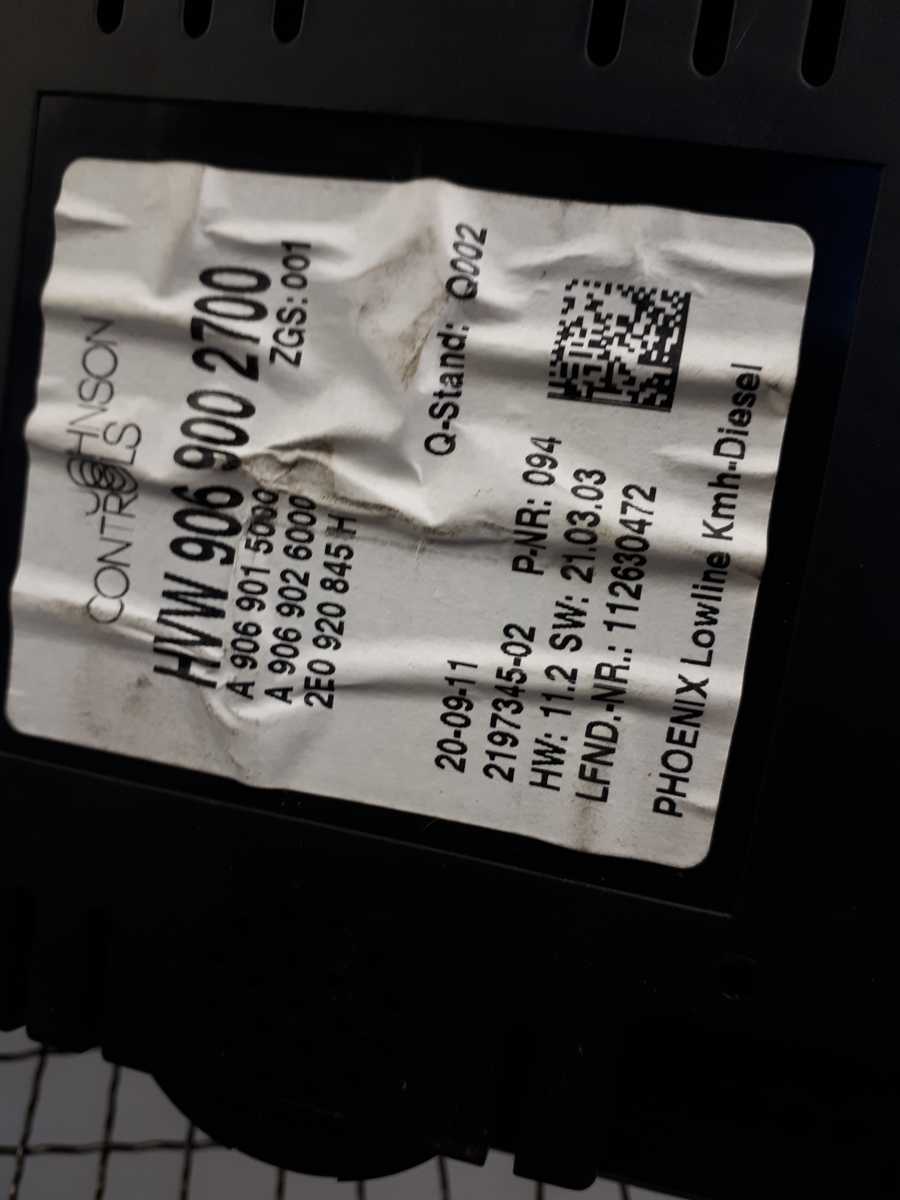 JOHNSON
CONTROLS
HVW 906 900 2700
A 906 901 5000 ZGS: 001
A 906 902 6000
2E0 920 845 H
Q-Stand: Q002
20-09-11
2197345-02 P-NR: 094
HW: 11.2 SW: 21.03.03
LFND.-NR.: 112630472
PHOENIX Lowline Kmh-Diesel